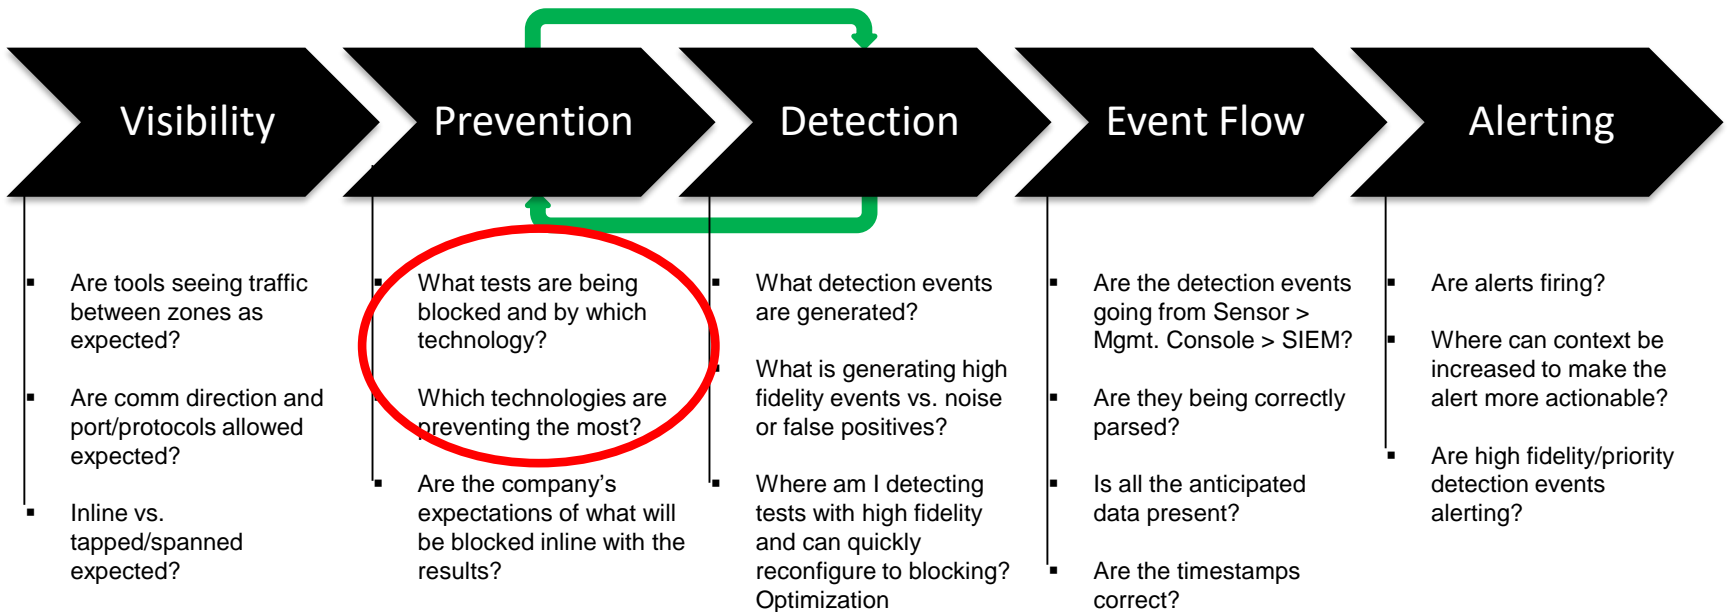 Visibility
Prevention
Detection
Event Flow
Alerting
▪ Are tools seeing traffic
between zones as
expected?
▪ Are comm direction and
port/protocols allowed
expected?
▪ Inline vs.
tapped/spanned
expected?
▪ What tests are being
blocked and by which
technology?
▪ Which technologies are
preventing the most?
▪ Are the company’s
expectations of what will
be blocked inline with the
results?
▪ What detection events
are generated?
▪ What is generating high
fidelity events vs. noise
or false positives?
▪ Where am I detecting
tests with high fidelity
and can quickly
reconfigure to blocking?
Optimization
▪ Are the detection events
going from Sensor >
Mgmt. Console > SIEM?
▪ Are they being correctly
parsed?
▪ Is all the anticipated
data present?
▪ Are the timestamps
correct?
▪ Are alerts firing?
▪ Where can context be
increased to make the
alert more actionable?
▪ Are high fidelity/priority
detection events
alerting?